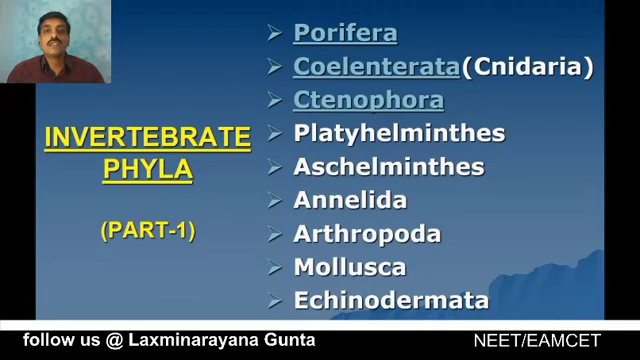 INVERTEBRATE
PHYLA
(PART-1)
Porifera
Coelenterata(Cnidaria)
Ctenophora
Platyhelminthes
Aschelminthes
Annelida
Arthropoda
Mollusca
Echinodermata
follow us @ Laxminarayana Gunta
NEET/EAMCET